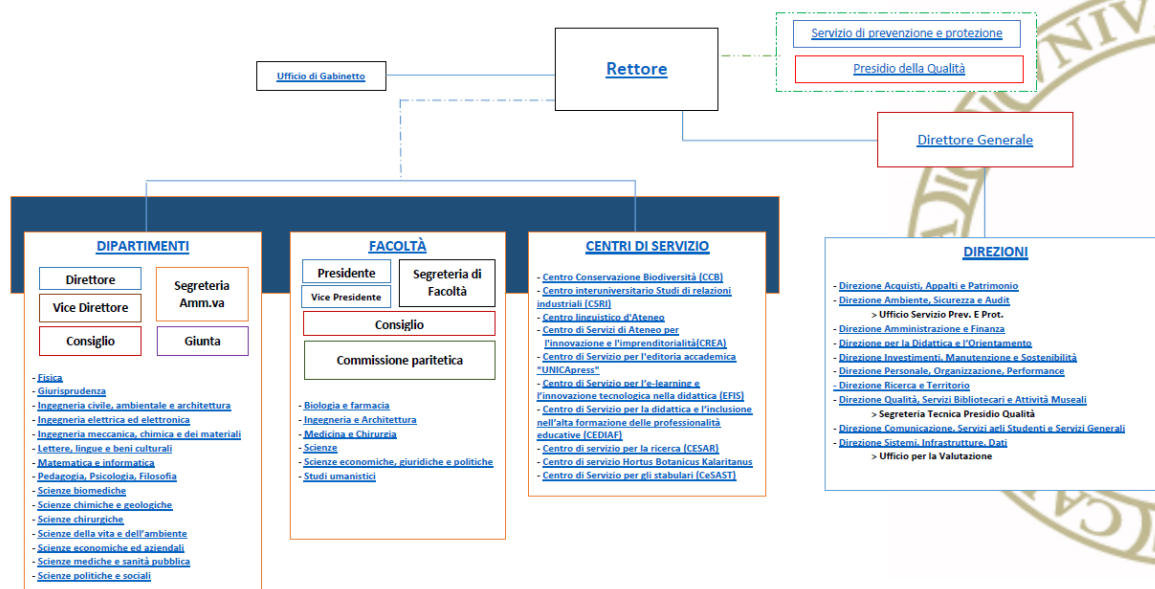 Servizio di prevenzione e protezione
Rettore
Presidio della Qualità
Ufficio di Gabinetto
Direttore Generale
DIPARTIMENTI
Direttore
Segreteria
Amm.va
Vice Direttore
Consiglio
Giunta
- Fisica
- Giurisprudenza
- Ingegneria civile, ambientale e architettura
- Ingegneria elettrica ed elettronica
- Ingegneria meccanica, chimica e dei materiali
- Lettere, lingue e beni culturali
- Matematica e informatica
- Pedagogia, Psicologia, Filosofia
- Scienze biomediche
- Scienze chimiche e geologiche
- Scienze chirurgiche
- Scienze della vita e dell'ambiente
- Scienze economiche ed aziendali
- Scienze mediche e sanità pubblica
- Scienze politiche e sociali
FACOLTÀ
Presidente
Segreteria di
Facoltà
Vice Presidente
Consiglio
Commissione paritetica
- Biologia e farmacia
- Ingegneria e Architettura
- Medicina e Chirurgia
- Scienze
- Scienze economiche, giuridiche e politiche
- Studi umanistici
CENTRI DI SERVIZIO
- Centro Conservazione Biodiversità (CCB)
- Centro interuniversitario Studi di relazioni
industriali (CSRI)
- Centro linguistico d'Ateneo
- Centro di Servizi di Ateneo per
l'innovazione e l'imprenditorialità(CREA)
- Centro di Servizio per l'editoria accademica
"UNICApress"
- Centro di Servizio per l'e-learning e
l'innovazione tecnologica nella didattica (EFIS)
- Centro di Servizio per la didattica e l'inclusione
nell'alta formazione delle professionalità
educative (CEDIAF)
- Centro di servizio per la ricerca (CESAR)
- Centro di servizio Hortus Botanicus Kalaritanus
- Centro di Servizio per gli stabulari (CeSAST)
DIREZIONI
- Direzione Acquisti, Appalti e Patrimonio
- Direzione Ambiente, Sicurezza e Audit
> Ufficio Servizio Prev. E Prot.
- Direzione Amministrazione e Finanza
- Direzione per la Didattica e l'Orientamento
- Direzione Investimenti, Manutenzione e Sostenibilità
- Direzione Personale, Organizzazione, Performance
- Direzione Ricerca e Territorio
- Direzione Qualità, Servizi Bibliotecari e Attività Museali
> Segreteria Tecnica Presidio Qualità
- Direzione Comunicazione, Servizi agli Studenti e Servizi Generali
- Direzione Sistemi, Infrastrutture, Dati
> Ufficio per la Valutazione